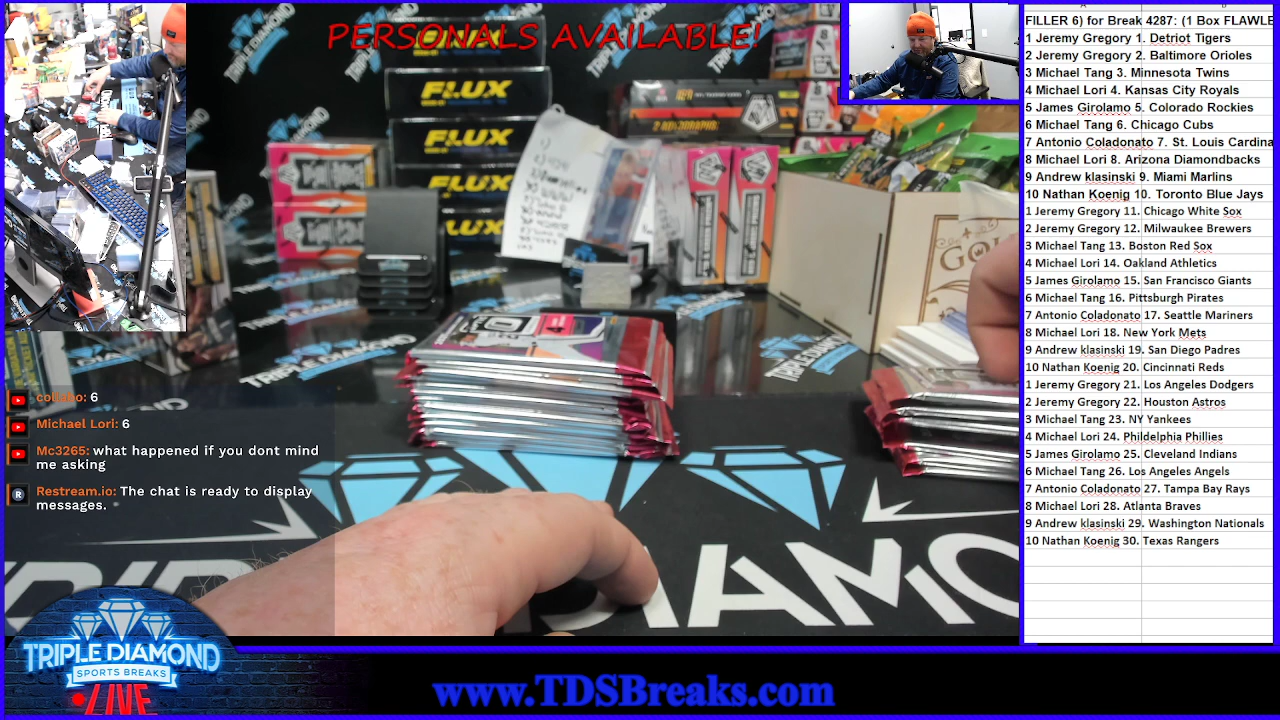 PERSONALS AVAILABLE!
FLUX
FLUX
FLUX
FLUX
FLUX
TRIPLE DIAMOND
TRIPLE DIAMOND
GOL
DIAMO
collabo: 6
Michael Lori: 6
Mc3265: what happened if you dont mind
me asking
Restream.io: The chat is ready to display
messages.
TRIPLE DIAMOND
SPORTS BREAKS
LIVE
www.TDSBreaks.com
FILLER 6) for Break 4287: (1 Box FLAWLE
1 Jeremy Gregory 1. Detriot Tigers
2 Jeremy Gregory 2. Baltimore Orioles
3 Michael Tang 3. Minnesota Twins
4 Michael Lori 4. Kansas City Royals
5 James Girolamo 5. Colorado Rockies
6 Michael Tang 6. Chicago Cubs
7 Antonio Coladonato 7. St. Louis Cardina
8 Michael Lori 8. Arizona Diamondbacks
9 Andrew klasinski 9. Miami Marlins
10 Nathan Koenig 10. Toronto Blue Jays
1 Jeremy Gregory 11. Chicago White Sox
2 Jeremy Gregory 12. Milwaukee Brewers
3 Michael Tang 13. Boston Red Sox
4 Michael Lori 14. Oakland Athletics
5 James Girolamo 15. San Francisco Giants
6 Michael Tang 16. Pittsburgh Pirates
7 Antonio Coladonato 17. Seattle Mariners
8 Michael Lori 18. New York Mets
9 Andrew klasinski 19. San Diego Padres
10 Nathan Koenig 20. Cincinnati Reds
1 Jeremy Gregory 21. Los Angeles Dodgers
2 Jeremy Gregory 22. Houston Astros
3 Michael Tang 23. NY Yankees
4 Michael Lori 24. Phildelphia Phillies
5 James Girolamo 25. Cleveland Indians
6 Michael Tang 26. Los Angeles Angels
7 Antonio Coladonato 27. Tampa Bay Rays
8 Michael Lori 28. Atlanta Braves
9 Andrew klasinski 29. Washington Nationals
10 Nathan Koenig 30. Texas Rangers